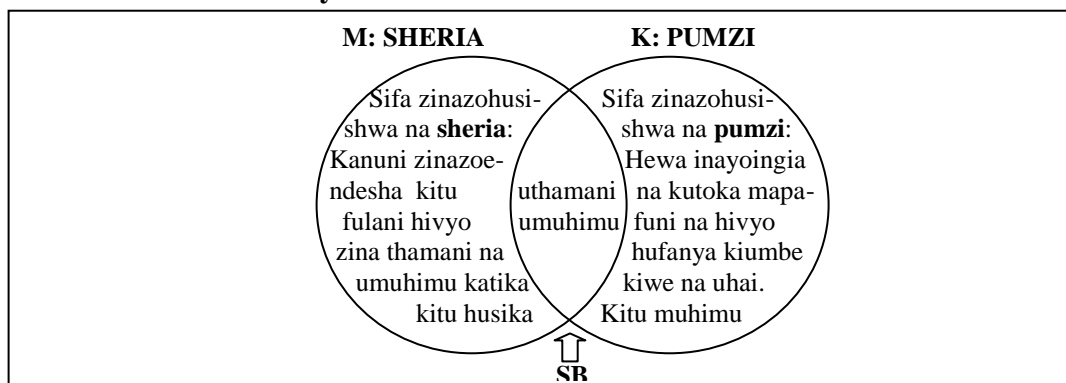 M: SHERIA
K: PUMZI
Sifa zinazohusi-
shwa na sheria:
Kanuni zinazoe-
ndesha kitu
fulani hivyo
zina thamani na
umuhimu katika
kitu husika
uthamani
umuhimu
Sifa zinazohusi-
shwa na pumzi:
Hewa inayoingia
na kutoka mapa-
funi na hivyo
hufanya kiumbe
kiwe na uhai.
Kitu muhimu
SB